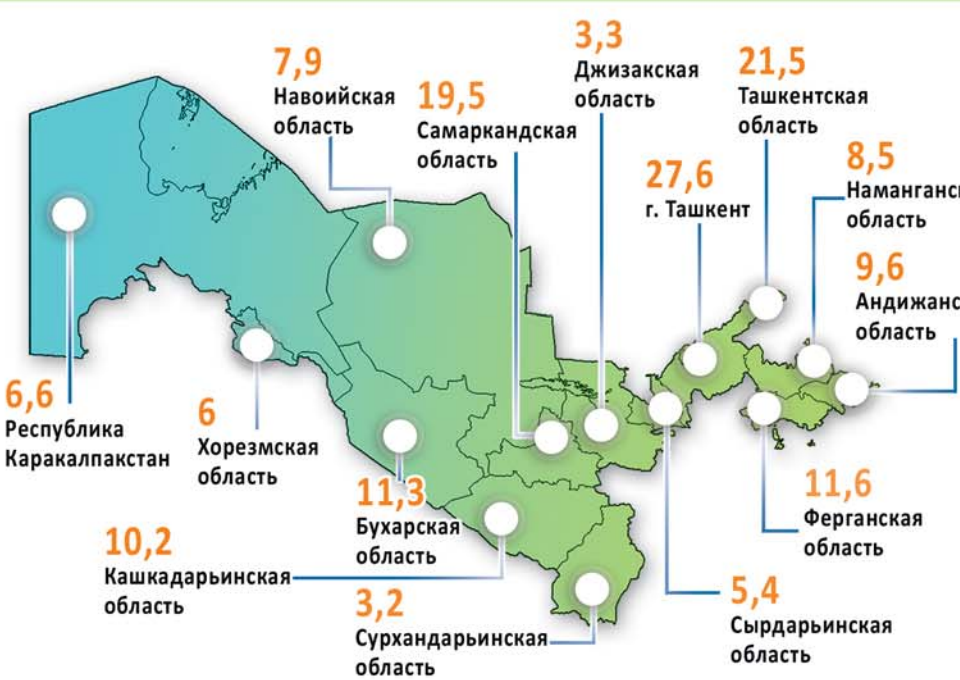 7,9
Навоийская
область
19,5
Самаркандская
область
3,3
Джизакская
область
21,5
Ташкентская
область
27,6
г. Ташкент
8,5
Наманганск
область
9,6
Андижанс
область
6,6
Республика
Каракалпакстан
6
Хорезмская
область
11,3
Бухарская
область
10,2
Кашкадарьинская
область
3,2
Сурхандарьинская
область
11,6
Ферганская
область
5,4
Сырдарьинская
область